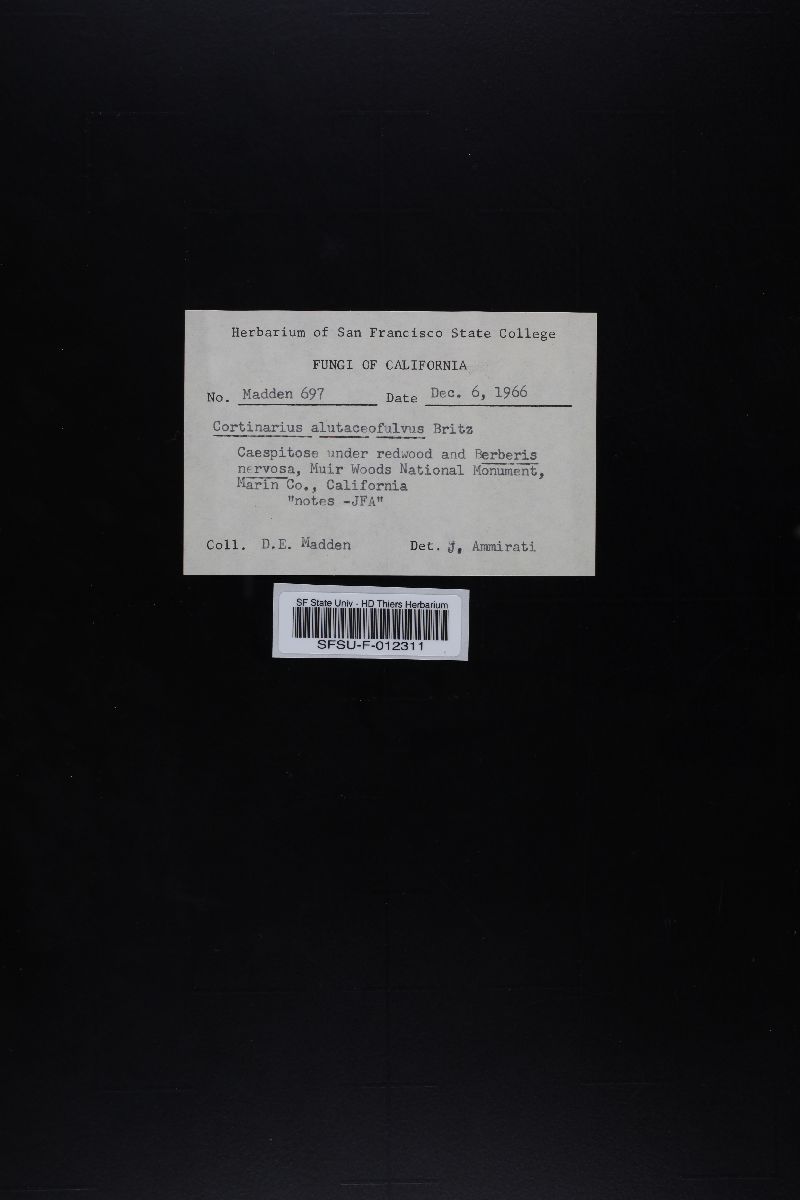 Herbarium of San Francisco State College
FUNGI OF CALIFORNIA
No. Madden 697 Date Dec. 6, 1966
Cortinarius alutaceofulvus Britz
Caespitose under redwood and Berberis
nervosa, Muir Woods National Monument,
Marin Co., California
"notes -JFA"
Coll. D.E. Madden Det. J. Ammirati
SF State Univ - HD Thiers Herbarium
SFSU-F-012311